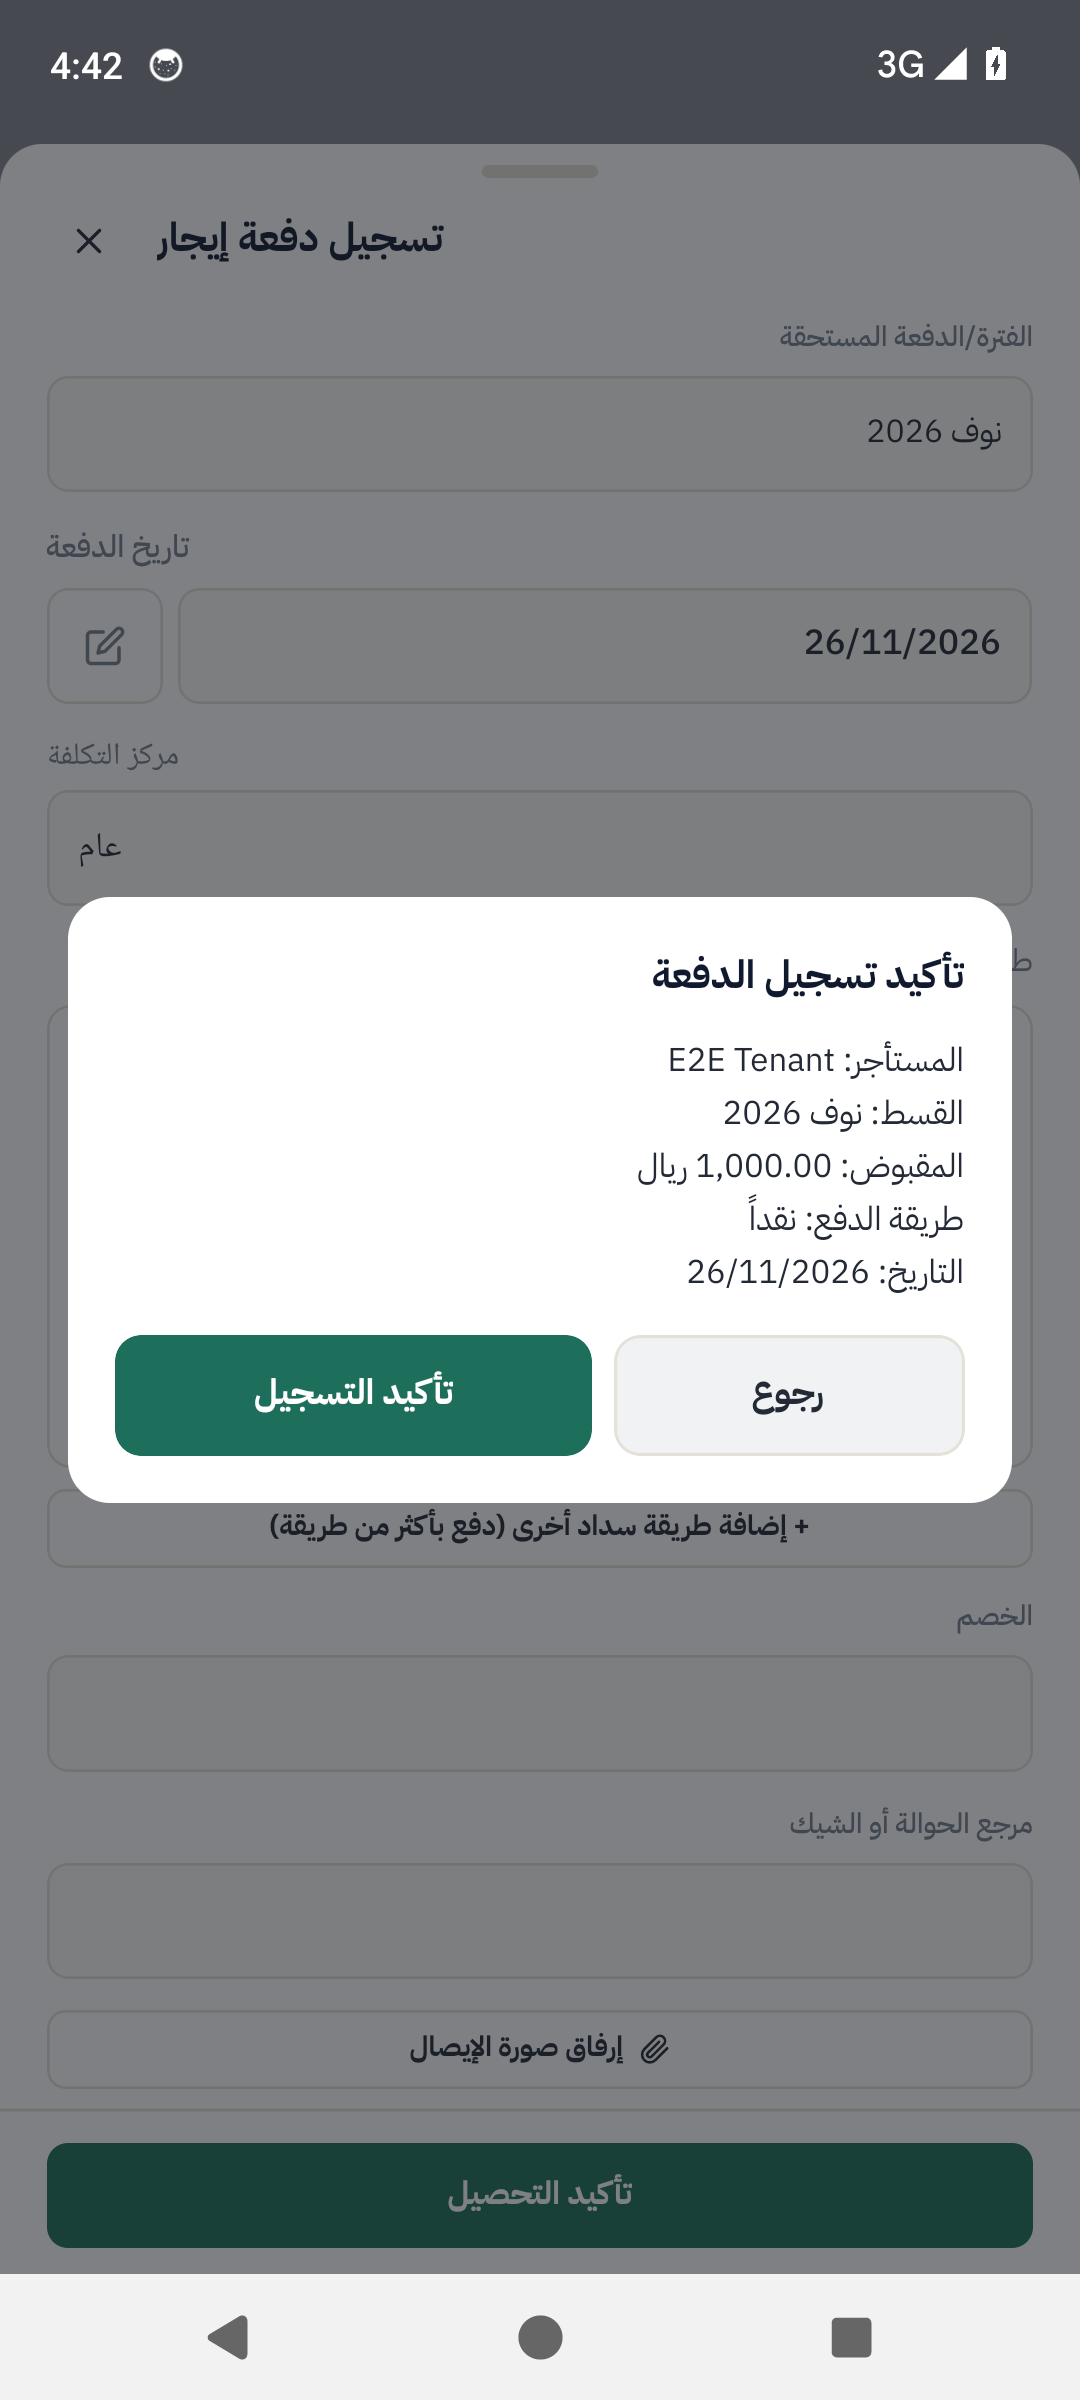 4:42
3G
تسجيل دفعة إيجار
الفترة/الدفعة المستحقة
نوف 2026
تاريخ الدفعة
26/11/2026
مركز التكلفة
عام
تأكيد تسجيل الدفعة
المستأجر: E2E Tenant
القسط: نوف 2026
المقبوض: 1,000.00 ريال
طريقة الدفع: نقداً
التاريخ: 26/11/2026
رجوع
تأكيد التسجيل
+ إضافة طريقة سداد أخرى (دفع بأكثر من طريقة)
الخصم
مرجع الحوالة أو الشيك
إرفاق صورة الإيصال
تأكيد التحصيل